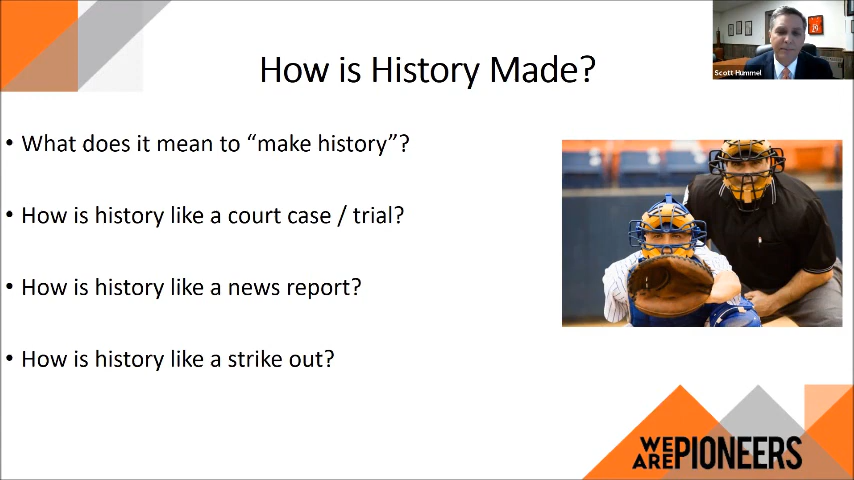 How is History Made?
Scott Hummel
• What does it mean to “make history”?
• How is history like a court case / trial?
• How is history like a news report?
• How is history like a strike out?
WE ARE PIONEERS